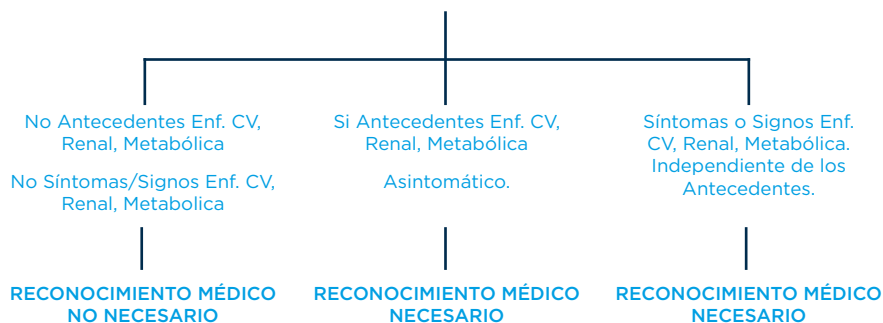 No Antecedentes Enf. CV,
Renal, Metabólica
No Síntomas/Signos Enf. CV,
Renal, Metabolica
RECONOCIMIENTO MÉDICO
NO NECESARIO
Si Antecedentes Enf. CV,
Renal, Metabólica
Asintomático.
RECONOCIMIENTO MÉDICO
NECESARIO
Síntomas o Signos Enf.
CV, Renal, Metabólica.
Independiente de los
Antecedentes.
RECONOCIMIENTO MÉDICO
NECESARIO